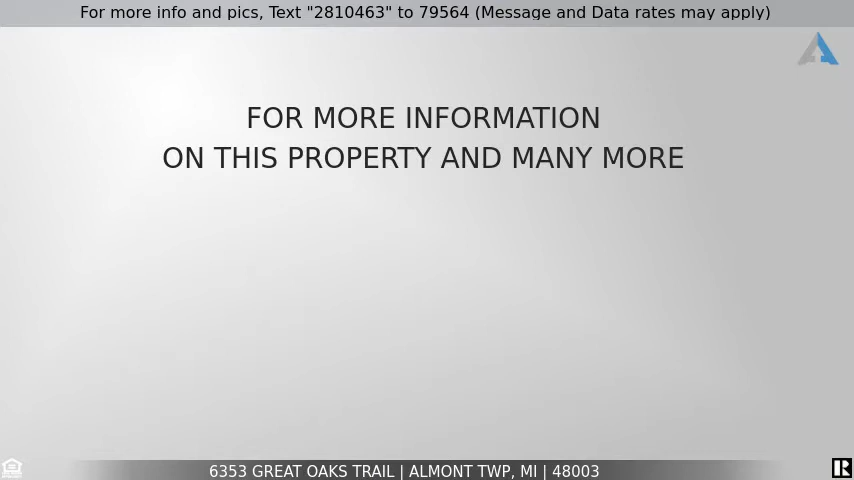 For more info and pics, Text "2810463" to 79564 (Message and Data rates may apply)
FOR MORE INFORMATION
ON THIS PROPERTY AND MANY MORE
6353 GREAT OAKS TRAIL | ALMONT TWP, MI | 48003